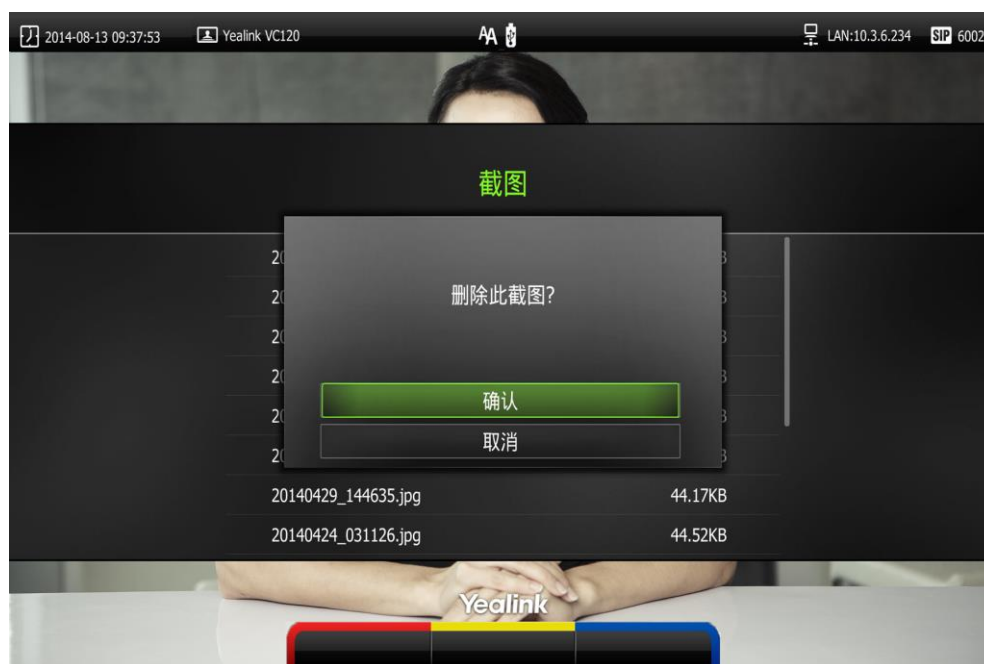 2014-08-13 09:37:53 Yealink VC120 AA LAN:10.3.6.234 SIP 6002
截图
删除此截图?
确认
取消
20140429_144635.jpg 44.17KB
20140424_031126.jpg 44.52KB
Yealink